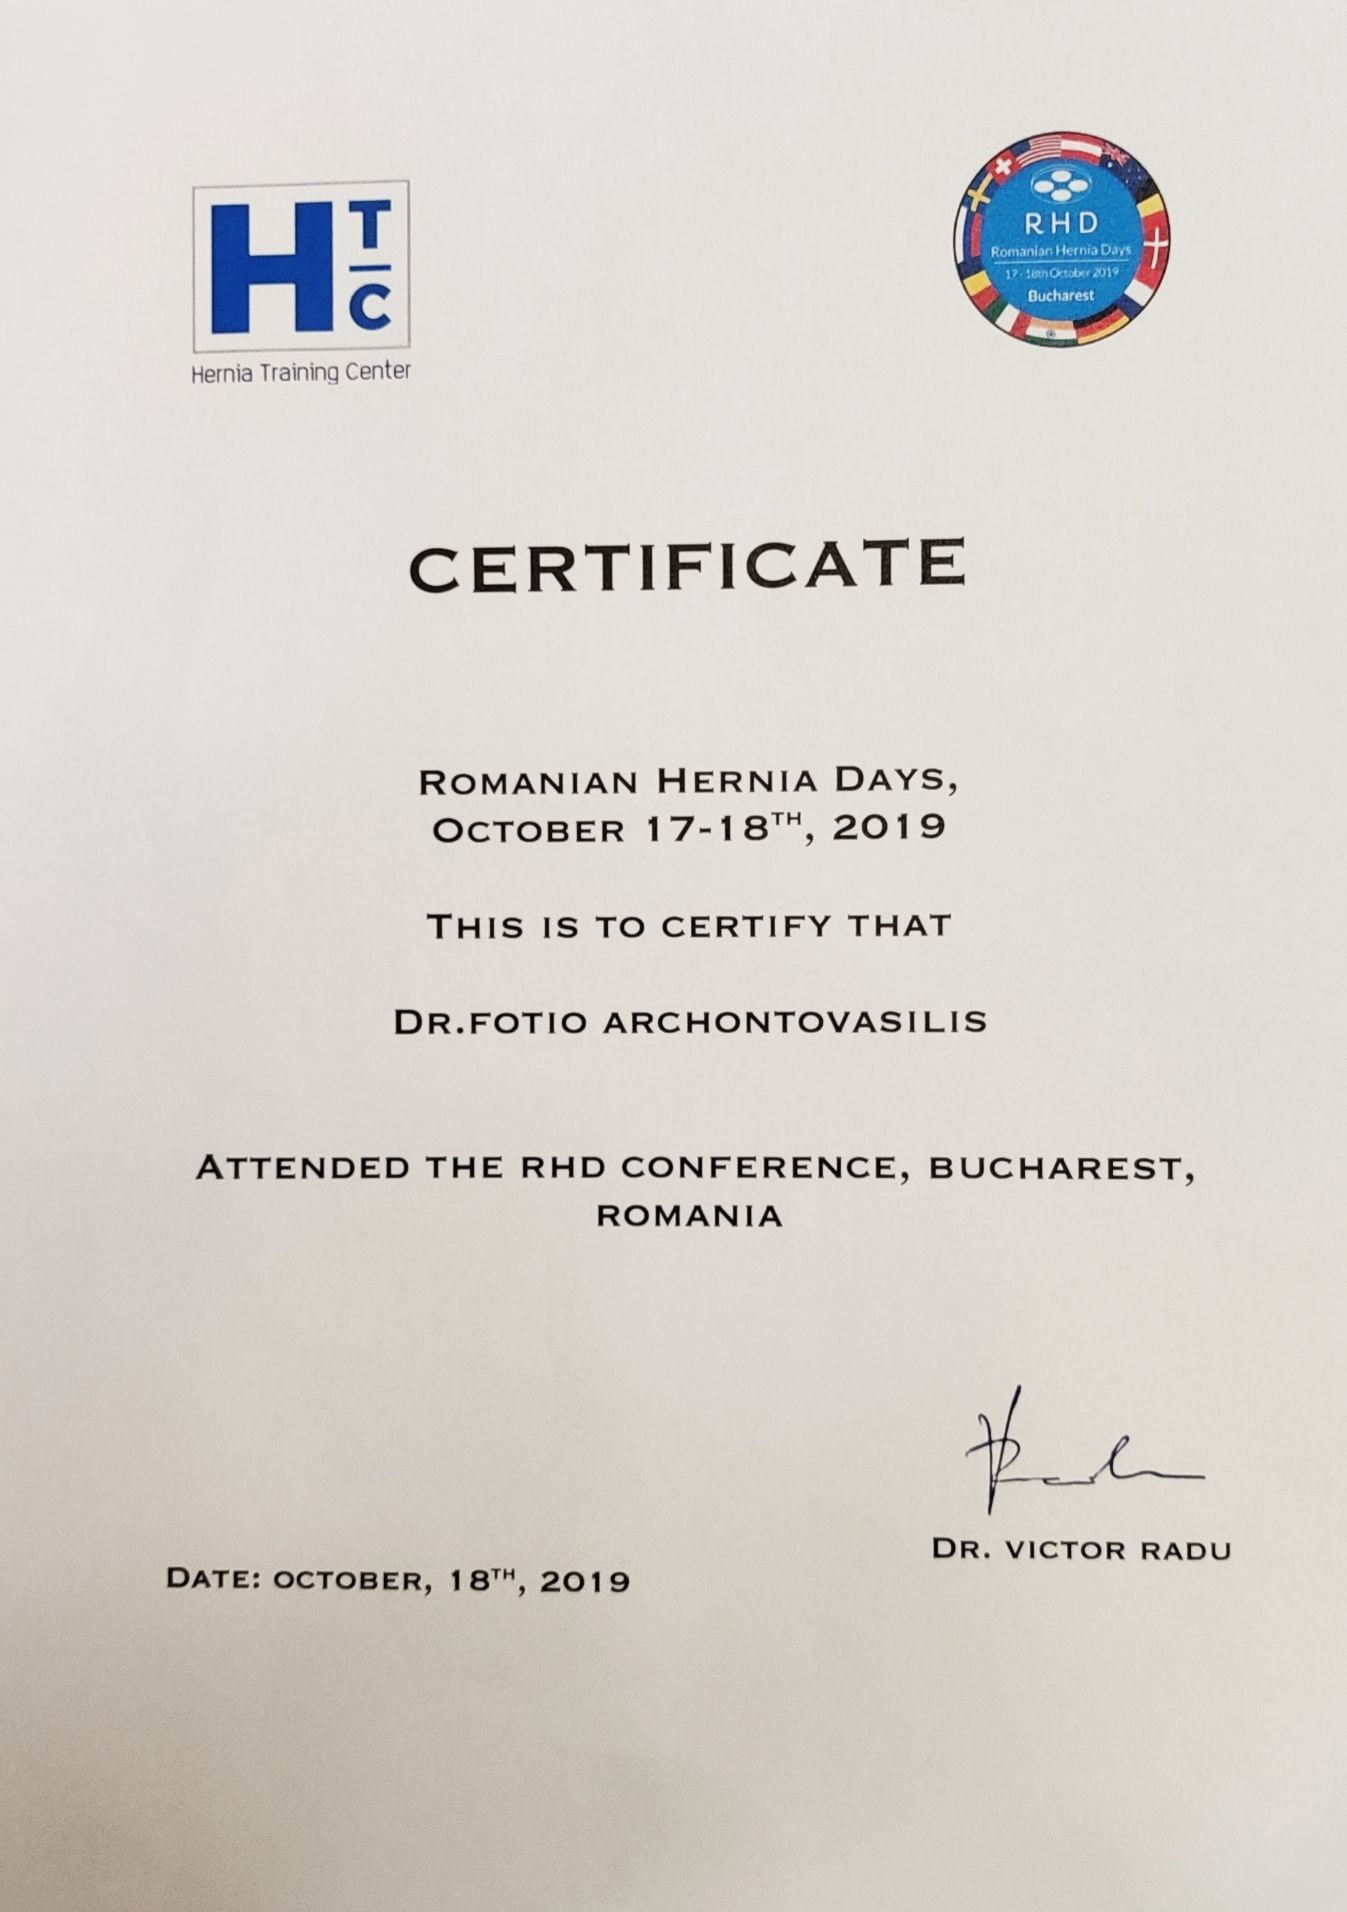 H T C
Hernia Training Center
RHD
Romanian Hernia Days
17 - 18th October 2019
Bucharest
CERTIFICATE
ROMANIAN HERNIA DAYS,
OCTOBER 17-18TH, 2019
THIS IS TO CERTIFY THAT
DR.FOTIO ARCHONTOVASILIS
ATTENDED THE RHD CONFERENCE, BUCHAREST,
ROMANIA
DR. VICTOR RADU
DATE: OCTOBER, 18TH, 2019